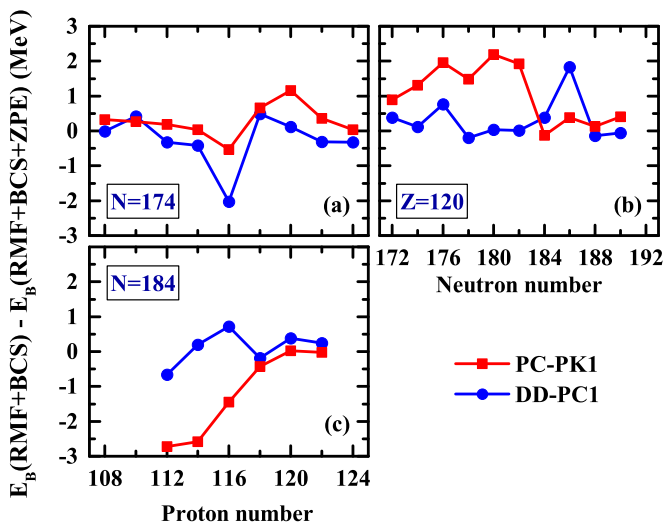 E_B(RMF+BCS) - E_B(RMF+BCS+ZPE) (MeV)
3
2
1
0
-1
-2
-3
N=174
(a)
Z=120
(b)
172 176 180 184 188 192
Neutron number
2
1
0
-1
-2
-3
N=184
(c)
108 112 116 120 124
Proton number
PC-PK1
DD-PC1